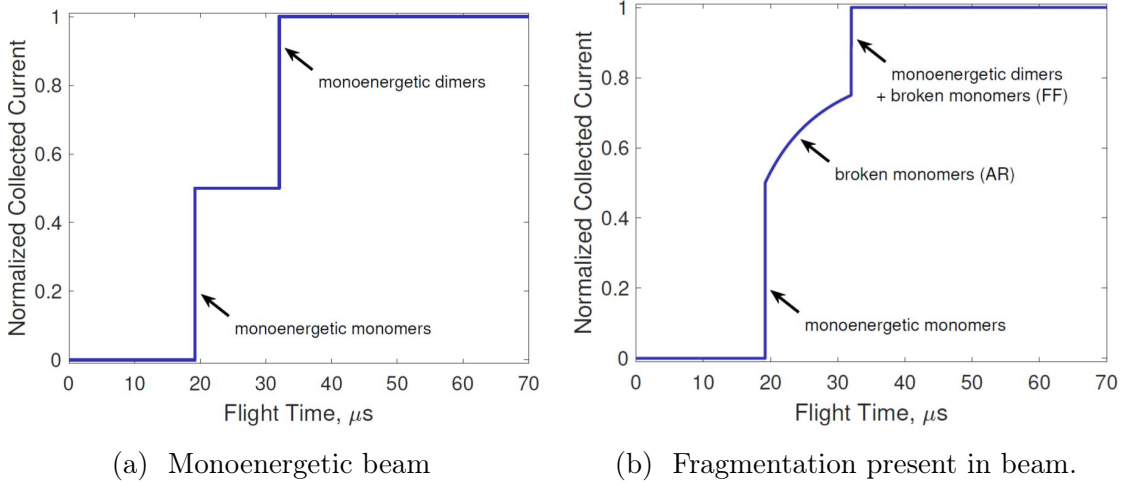 Normalized Collected Current
1
0.8
0.6
0.4
0.2
0
0 10 20 30 40 50 60 70
Flight Time, μs
monoenergetic dimers
monoenergetic monomers
(a) Monoenergetic beam
Normalized Collected Current
1
0.8
0.6
0.4
0.2
0
0 10 20 30 40 50 60 70
Flight Time, μs
monoenergetic dimers
+ broken monomers (FF)
broken monomers (AR)
monoenergetic monomers
(b) Fragmentation present in beam.